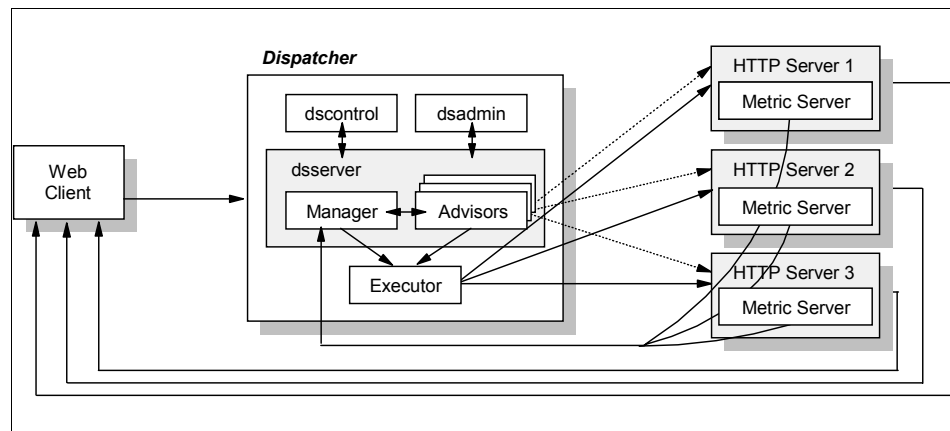 Dispatcher
dscontrol
dsadmin
dsserver
Manager
Advisors
Executor
Web
Client
HTTP Server 1
Metric Server
HTTP Server 2
Metric Server
HTTP Server 3
Metric Server